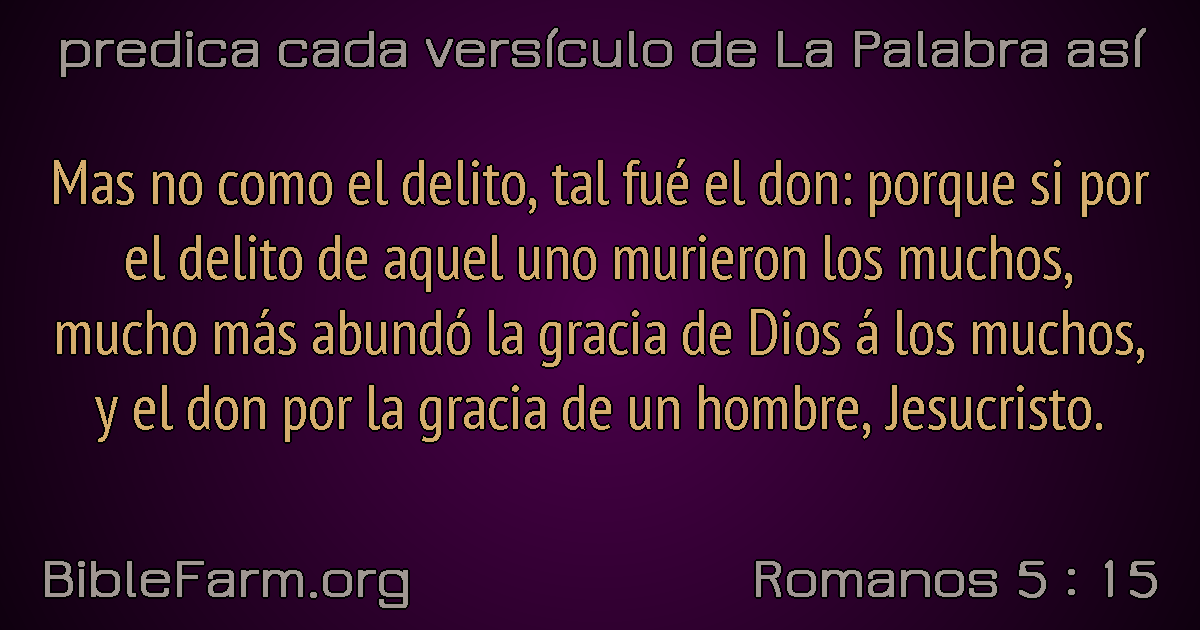 predica cada versículo de La Palabra así
Mas no como el delito, tal fué el don: porque si por
el delito de aquel uno murieron los muchos,
mucho más abundó la gracia de Dios á los muchos,
y el don por la gracia de un hombre, Jesucristo.
BibleFarm.org
Romanos 5 : 15